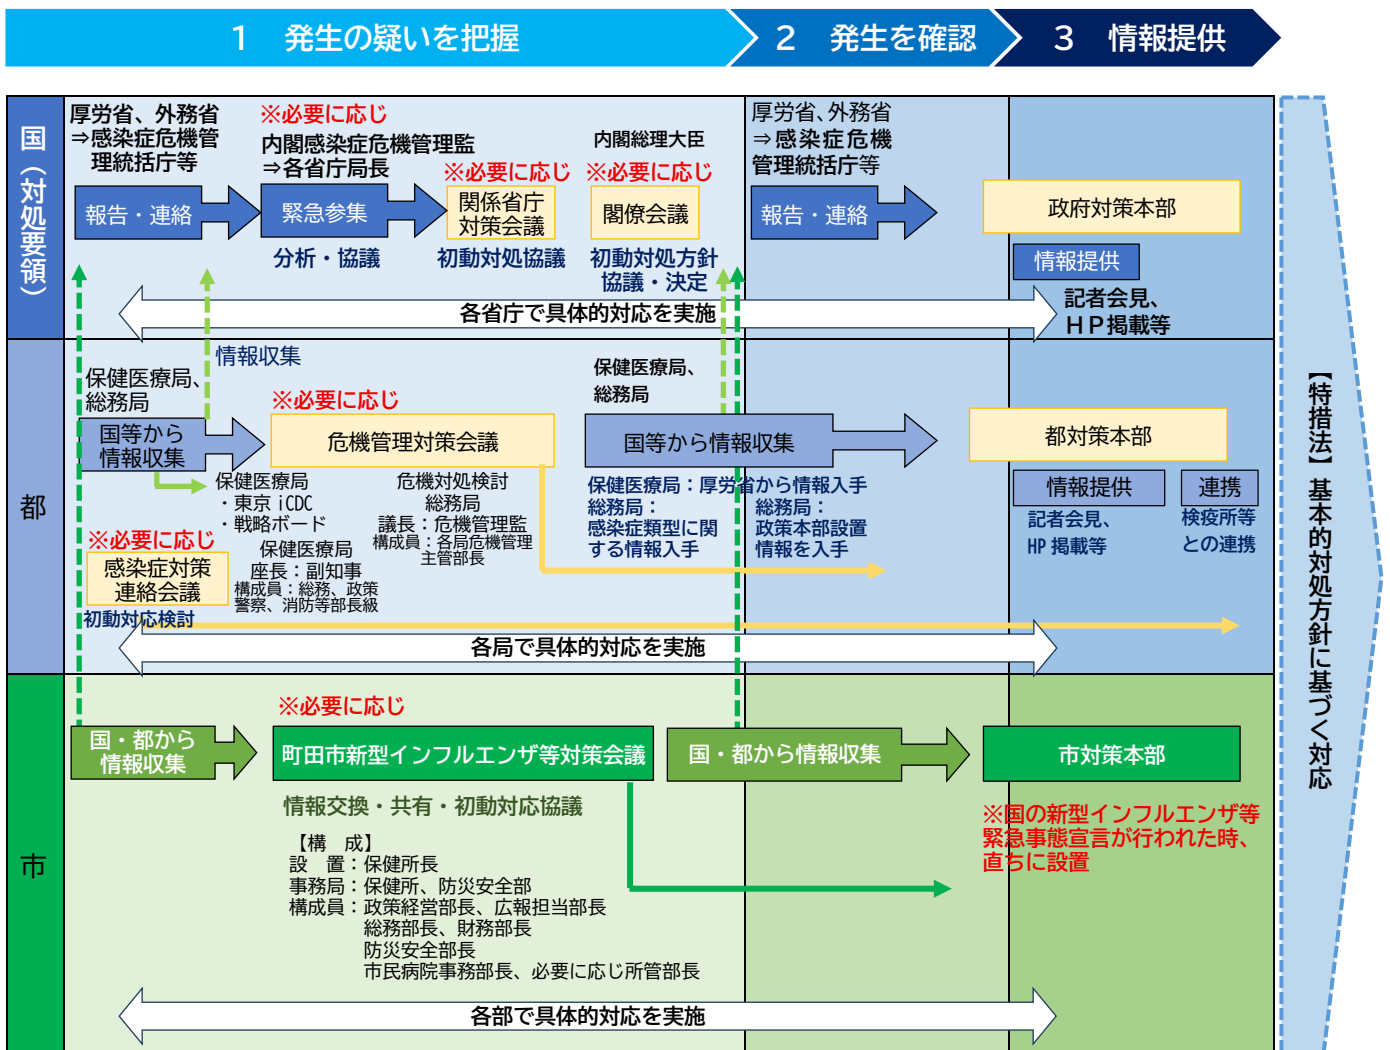 1　発生の疑いを把握
2　発生を確認
3　情報提供
国（対処要領）
厚労省、外務省
⇒感染症危機管
理統括庁等
報告・連絡
※必要に応じ
内閣感染症危機管理監
⇒各省庁局長
緊急参集
分析・協議
※必要に応じ
関係省庁
対策会議
初動対処協議
内閣総理大臣
※必要に応じ
閣僚会議
初動対処方針
協議・決定
厚労省、外務省
⇒感染症危機
管理統括庁等
報告・連絡
政府対策本部
情報提供
記者会見、
ＨＰ掲載等
各省庁で具体的対応を実施
都
情報収集
保健医療局、
総務局
国等から
情報収集
※必要に応じ
危機管理対策会議
保健医療局
・東京 iCDC
・戦略ボード
危機対処検討
総務局
議長：危機管理監
構成員：各局危機管理
主管部長
※必要に応じ
感染症対策
連絡会議
初動対応検討
保健医療局
座長：副知事
構成員：総務、政策
警察、消防等部長級
保健医療局、
総務局
国等から情報収集
保健医療局：厚労省から情報入手
総務局：
感染症類型に関
する情報入手
総務局：
政策本部設置
情報を入手
都対策本部
情報提供
記者会見、
HP 掲載等
連携
検疫所等
との連携
各局で具体的対応を実施
市
国・都から
情報収集
※必要に応じ
町田市新型インフルエンザ等対策会議
情報交換・共有・初動対応協議
【構　成】
設　置：保健所長
事務局：保健所、防災安全部
構成員：政策経営部長、広報担当部長
総務部長、財務部長
防災安全部長
市民病院事務部長、必要に応じ所管部長
国・都から情報収集
市対策本部
※国の新型インフルエンザ等
緊急事態宣言が行われた時、
直ちに設置
各部で具体的対応を実施
【特措法】基本的対処方針に基づく対応